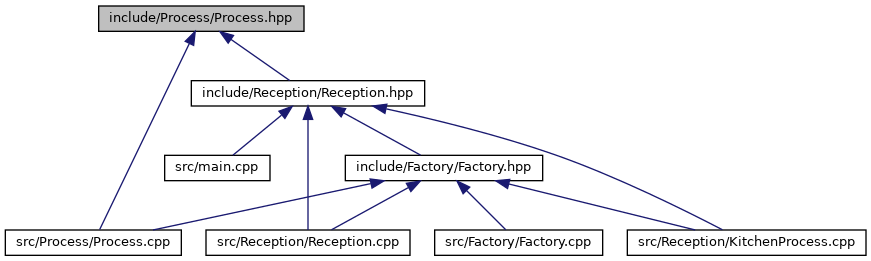 include/Process/Process.hpp
include/Reception/Reception.hpp
src/main.cpp
include/Factory/Factory.hpp
src/Process/Process.cpp
src/Reception/Reception.cpp
src/Factory/Factory.cpp
src/Reception/KitchenProcess.cpp